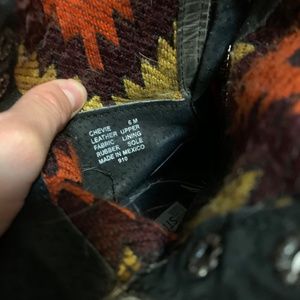 CHEVIE 6 M
LEATHER UPPER
FABRIC LINING
RUBBER SOLE
MADE IN MEXICO
910